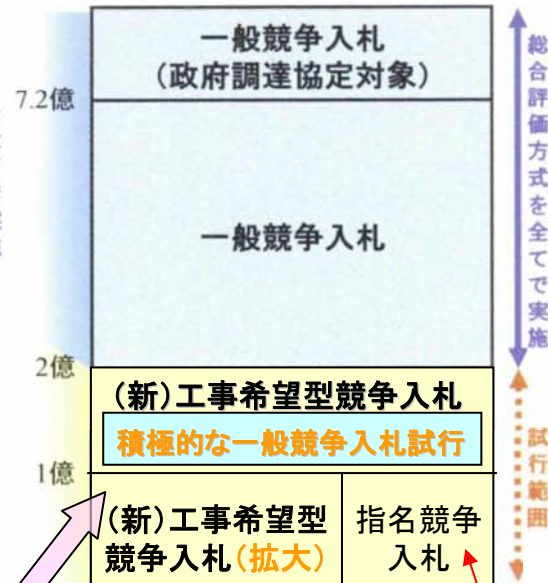 一般競争入札
(政府調達協定対象)
7.2億
一般競争入札
2億
(新)工事希望型競争入札
積極的な一般競争入札試行
1億
(新)工事希望型
競争入札(拡大)
指名競争
入札
総合評価方式を全てで実施
試行範囲